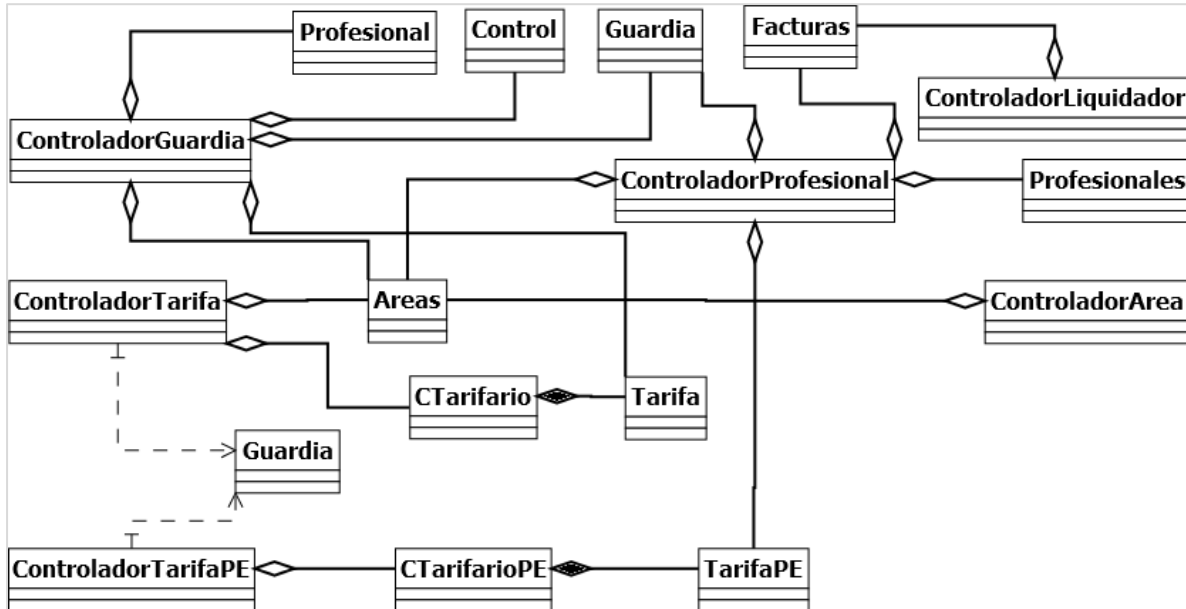 Profesional
Control
Guardia
Facturas
ControladorLiquidador
ControladorGuardia
ControladorProfesional
Profesionales
ControladorTarifa
Areas
ControladorArea
CTarifario
Tarifa
Guardia
ControladorTarifaPE
CTarifarioPE
TarifaPE